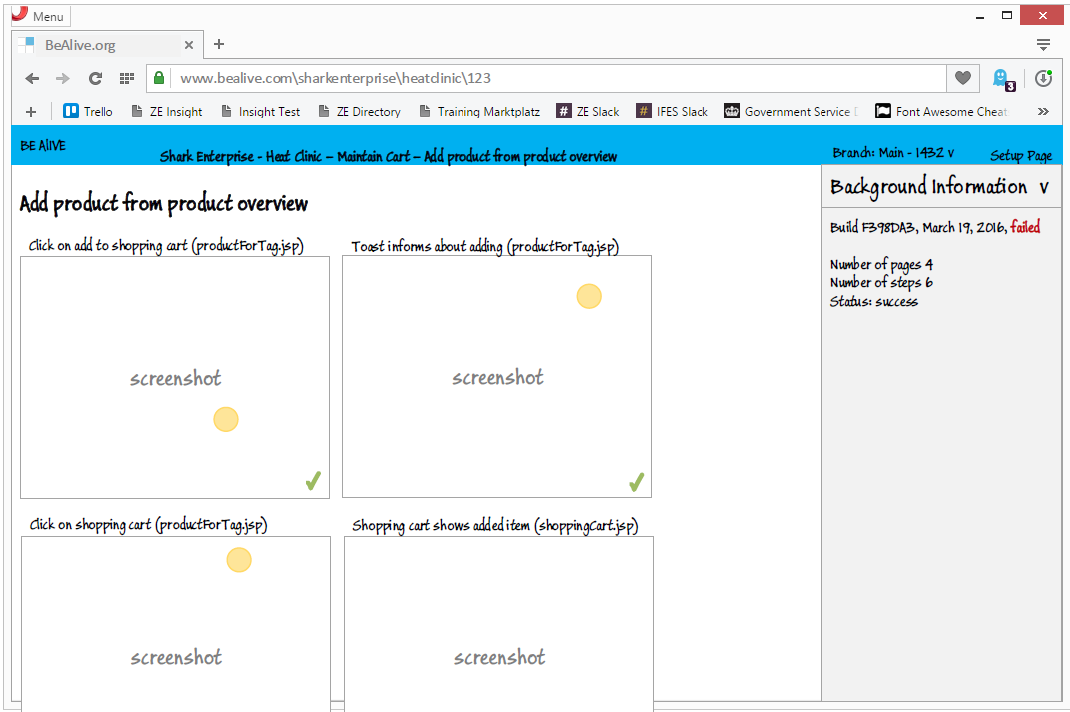 Menu
BeAlive.org
www.bealive.com\sharkenterprise\heatclinic\123
Trello ZE Insight Insight Test ZE Directory Training Marktplatz ZE Slack IFES Slack Government Service D Font Awesome Cheat
BE AliVE
Shark Enterprise - Heat Clinic – Maintain Cart – Add product from product overview
Branch: Main - 1432 v
Setup Page
Add product from product overview
Background Information v
Click on add to shopping cart (productForTag.jsp)
Toast informs about adding (productForTag.jsp)
Build F398DA3, March 19, 2016, failed
Number of pages 4
Number of steps 6
Status: success
screenshot
screenshot
Click on shopping cart (productForTag.jsp)
Shopping cart shows added item (shoppingCart.jsp)
screenshot
screenshot
3